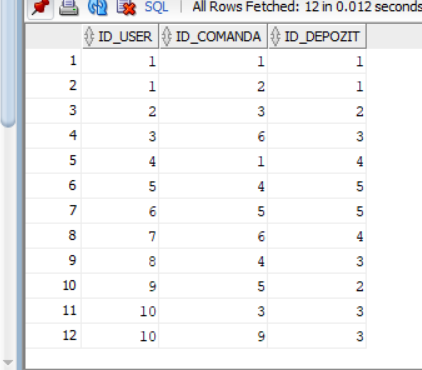 SQL | All Rows Fetched: 12 in 0.012 seconds
ID_USER ID_COMANDA ID_DEPOZIT
1 1 1 1
2 1 2 1
3 2 3 2
4 3 6 3
5 4 1 4
6 5 4 5
7 6 5 5
8 7 6 4
9 8 4 3
10 9 5 2
11 10 3 3
12 10 9 3